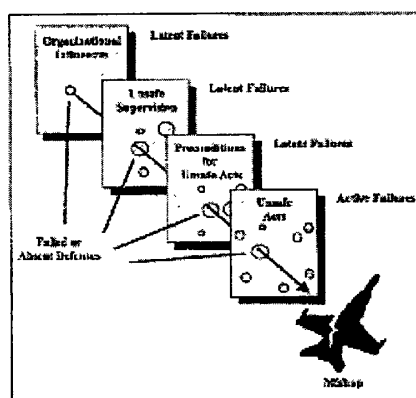 Organizational
Influences
Latent Failures
Unsafe
Supervision
Latent Failures
Preconditions
for
Unsafe Acts
Latent Failures
Unsafe
Acts
Active Failures
Failed or
Absent Defenses
Mishap